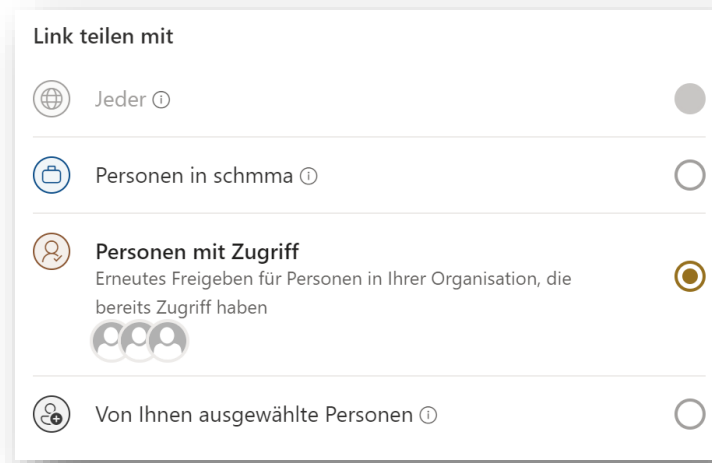 Link teilen mit
Jeder
Personen in schmma
Personen mit Zugriff
Erneutes Freigeben für Personen in Ihrer Organisation, die
bereits Zugriff haben
Von Ihnen ausgewählte Personen